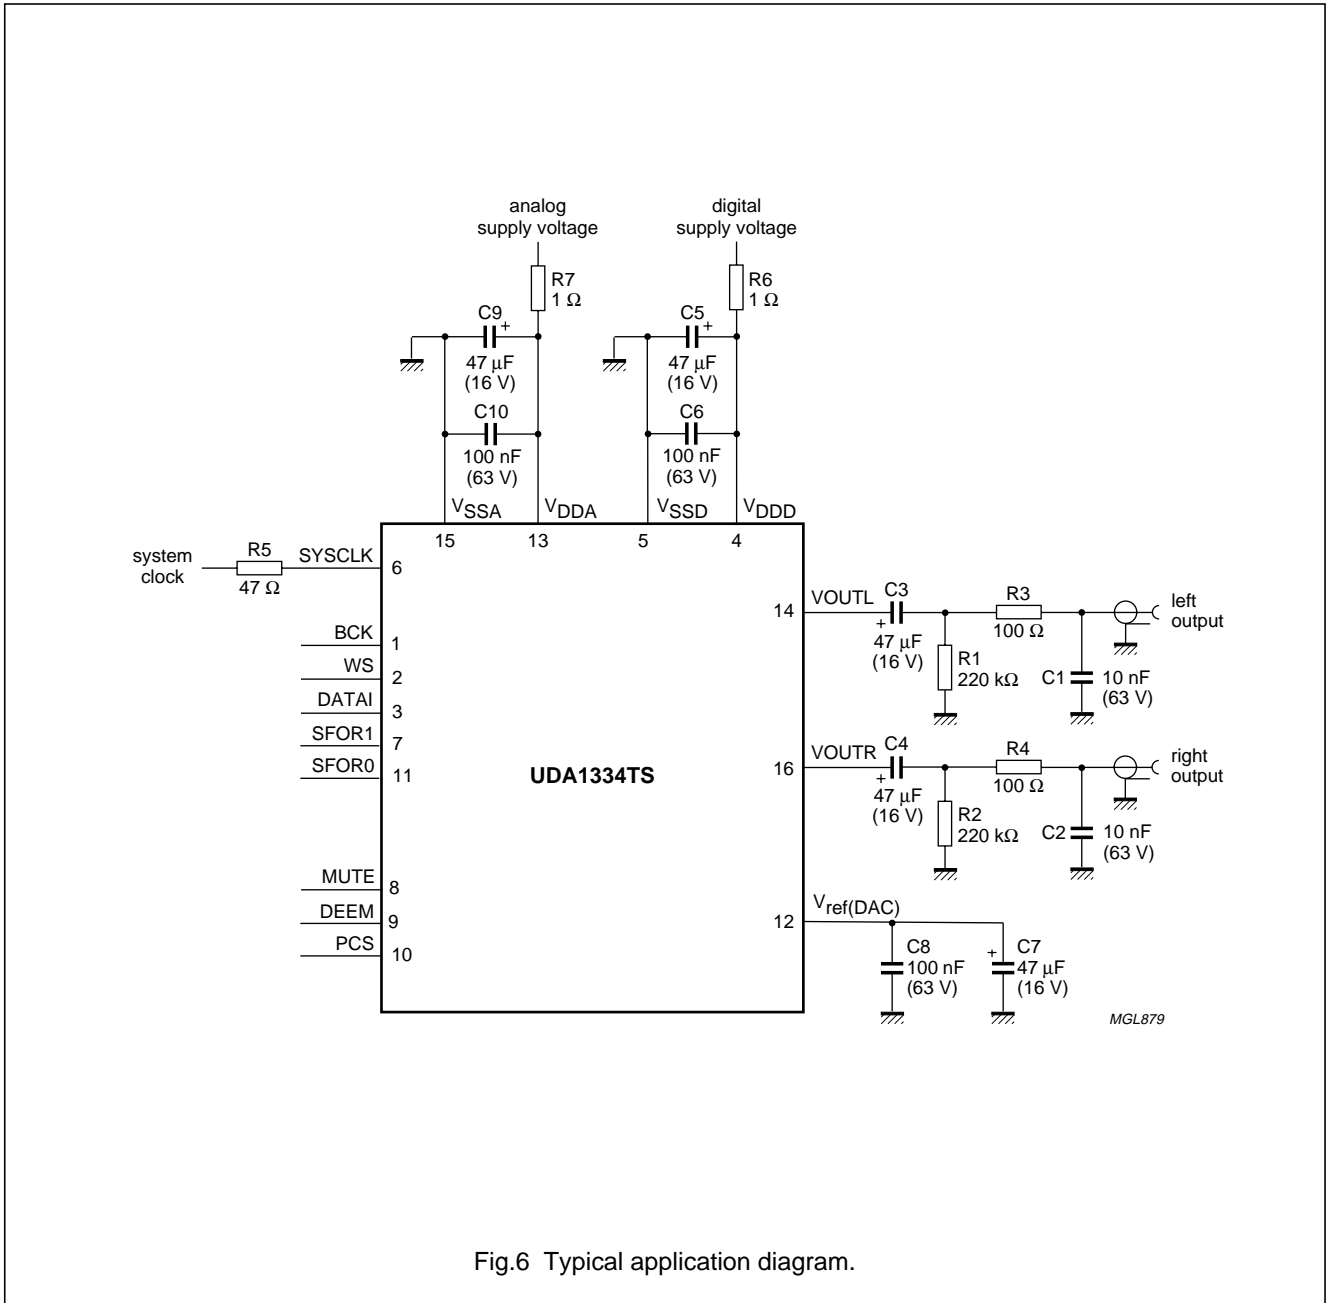 analog
supply voltage
digital
supply voltage
R7
1 Ω
R6
1 Ω
C9
+
47 µF
(16 V)
C5
+
47 µF
(16 V)
C10
100 nF
(63 V)
C6
100 nF
(63 V)
VSSA
VDDA
VSSD
VDDD
15
13
5
4
system
clock
R5
47 Ω
SYSCLK
6
BCK
1
WS
2
DATAI
3
SFOR1
7
SFOR0
11
MUTE
8
DEEM
9
PCS
10
UDA1334TS
14
VOUTL
C3
+
47 µF
(16 V)
R1
220 kΩ
R3
100 Ω
C1
10 nF
(63 V)
left
output
16
VOUTR
C4
+
47 µF
(16 V)
R2
220 kΩ
R4
100 Ω
C2
10 nF
(63 V)
right
output
12
Vref(DAC)
C8
100 nF
(63 V)
+
C7
47 µF
(16 V)
MGL879
Fig.6 Typical application diagram.